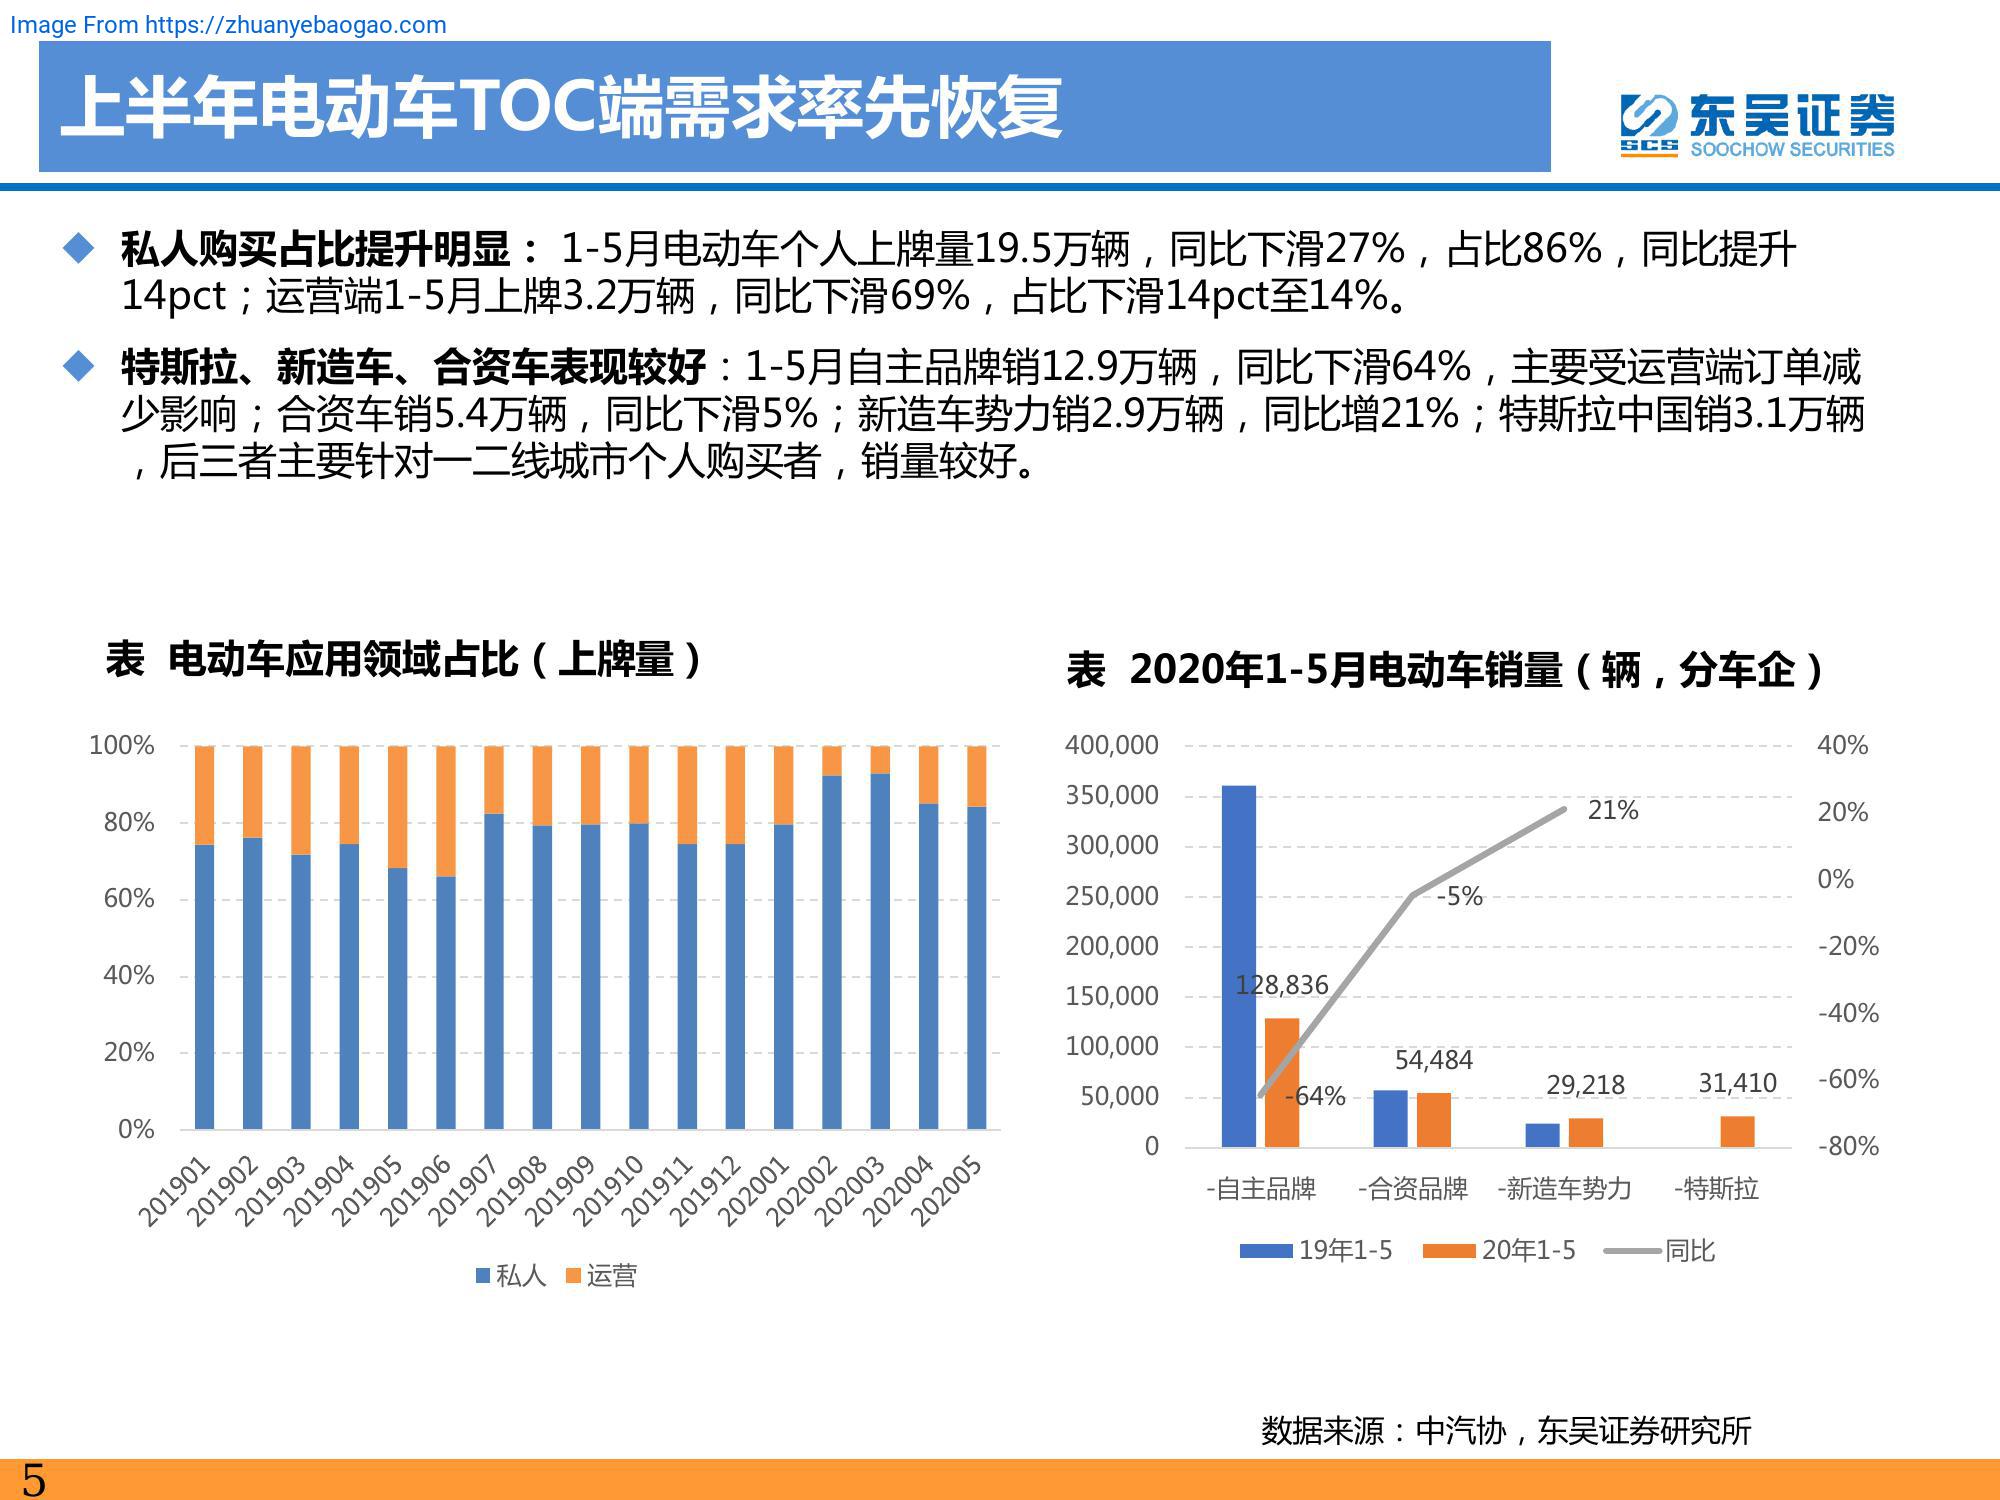 Image From https://zhuanyebaogao.com
上半年电动车TOC端需求率先恢复
东吴证券
SCS
SOOCHOW SECURITIES
私人购买占比提升明显： 1-5月电动车个人上牌量19.5万辆，同比下滑27%，占比86%，同比提升
14pct；运营端1-5月上牌3.2万辆，同比下滑69%，占比下滑14pct至14%。
特斯拉、新造车、合资车表现较好：1-5月自主品牌销12.9万辆，同比下滑64%，主要受运营端订单减
少影响；合资车销5.4万辆，同比下滑5%；新造车势力销2.9万辆，同比增21%；特斯拉中国销3.1万辆
，后三者主要针对一二线城市个人购买者，销量较好。
表 电动车应用领域占比（上牌量）
100%
80%
60%
40%
20%
0%
201901
201902
201903
201904
201905
201906
201907
201908
201909
201910
201911
201912
202001
202002
202003
202004
202005
私人 运营
表 2020年1-5月电动车销量（辆，分车企）
400,000
350,000
300,000
250,000
200,000
150,000
100,000
50,000
0
40%
20%
0%
-20%
-40%
-60%
-80%
21%
-5%
128,836
54,484
29,218
31,410
-64%
-自主品牌 -合资品牌 -新造车势力 -特斯拉
19年1-5 20年1-5 同比
数据来源：中汽协，东吴证券研究所
5